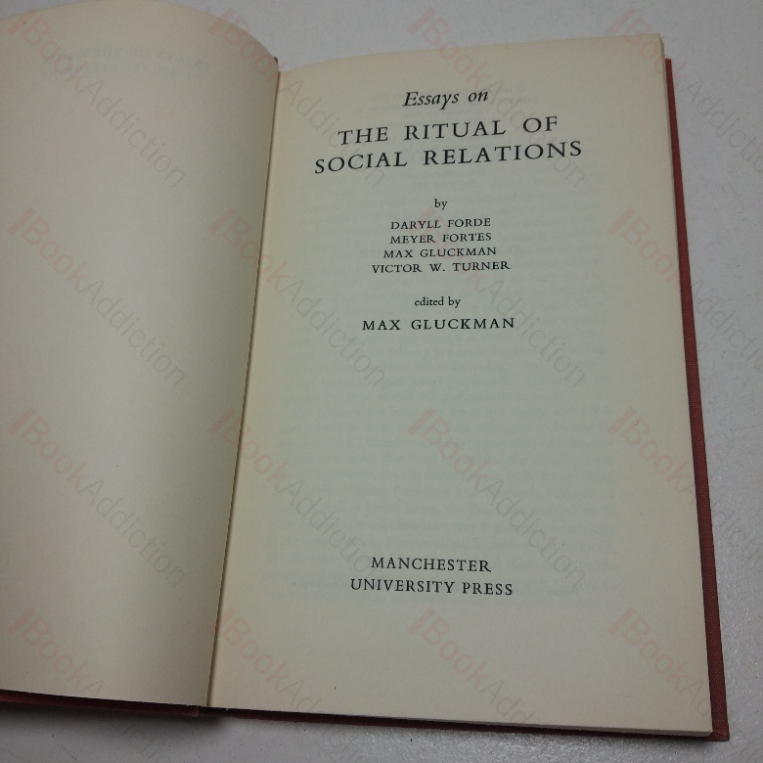 Essays on
THE RITUAL OF
SOCIAL RELATIONS
by
DARYLL FORDE
MEYER FORTES
MAX GLUCKMAN
VICTOR W. TURNER
edited by
MAX GLUCKMAN
MANCHESTER
UNIVERSITY PRESS
BookAddiction